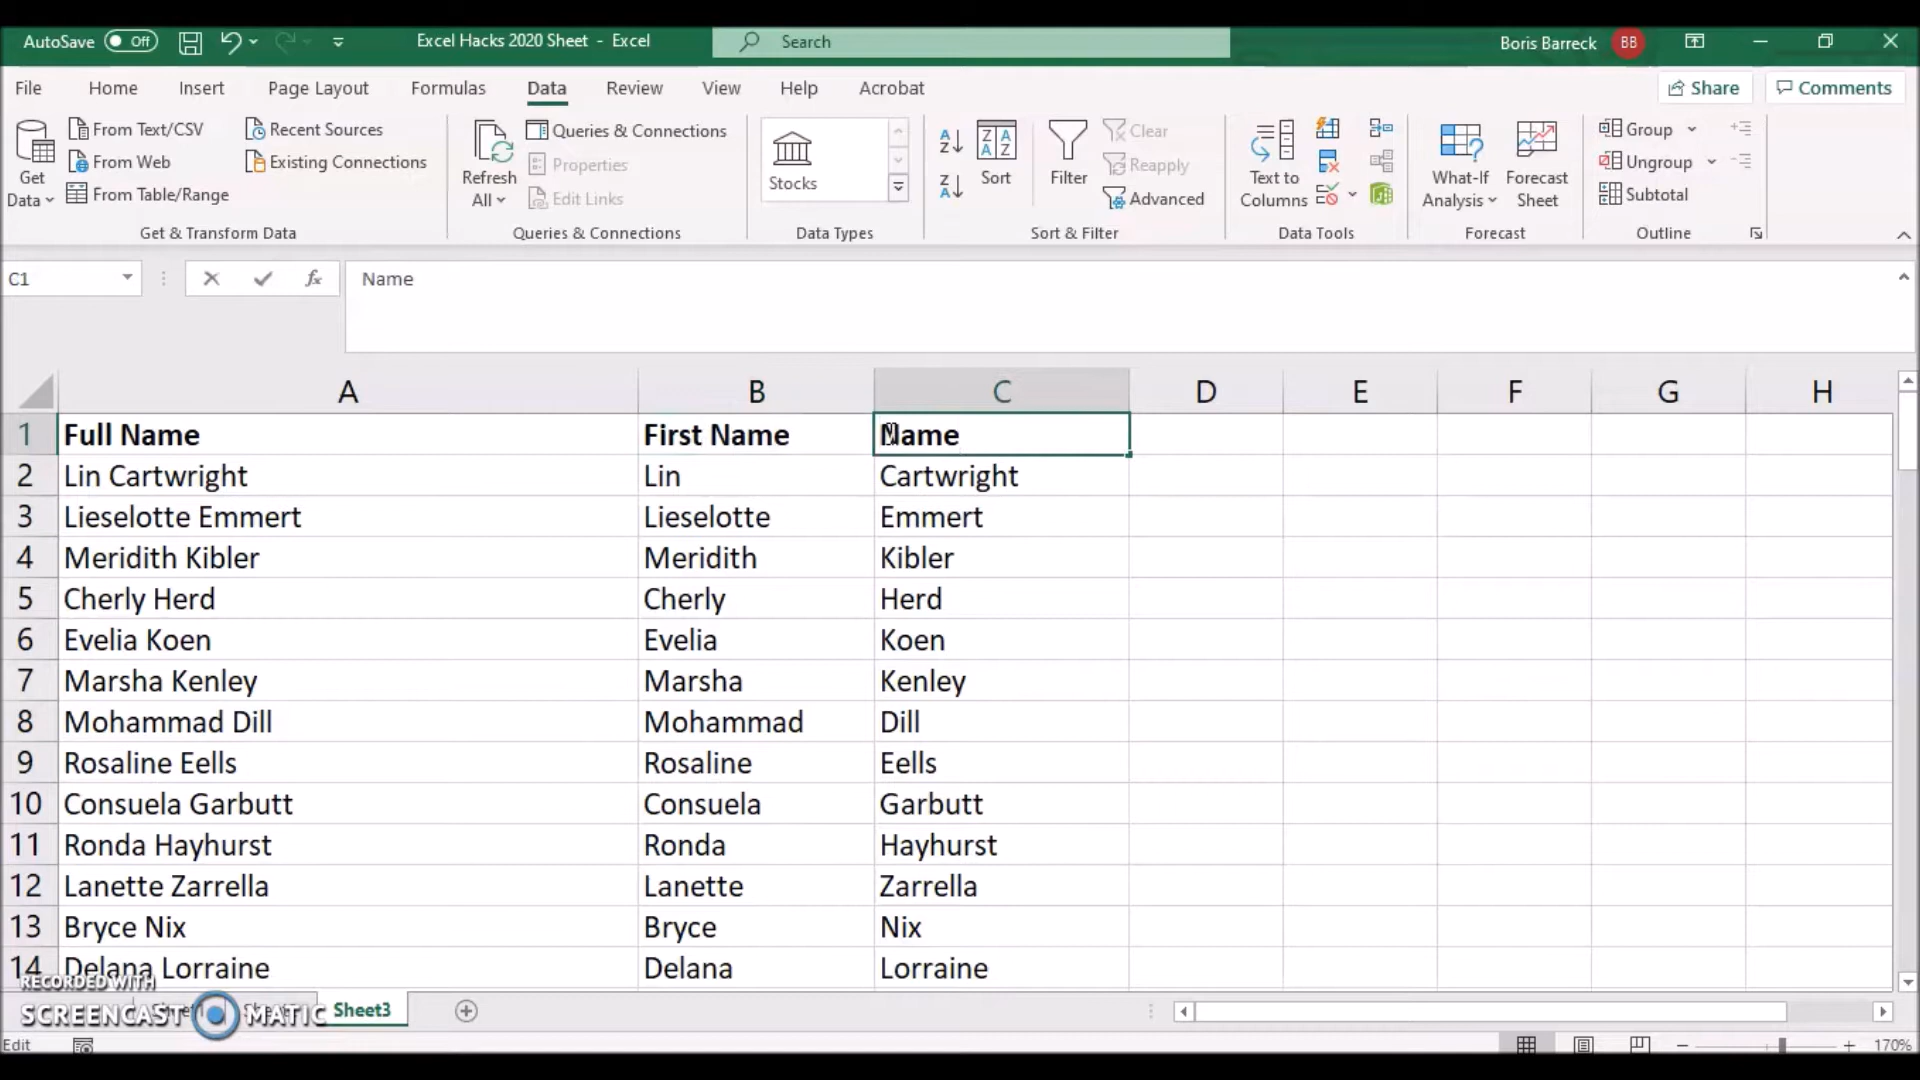 AutoSave Off Excel Hacks 2020 Sheet - Excel Search Boris Barreck BB
File Home Insert Page Layout Formulas Data Review View Help Acrobat Share Comments
Get Data
From Text/CSV
From Web
From Table/Range
Recent Sources
Existing Connections
Get & Transform Data
Refresh All
Queries & Connections
Properties
Edit Links
Queries & Connections
Stocks
Data Types
Sort
Filter
Clear
Reapply
Advanced
Sort & Filter
Text to Columns
Data Tools
What-If Analysis
Forecast Sheet
Forecast
Group
Ungroup
Subtotal
Outline
C1 fx Name
A B C D E F G H
1 Full Name First Name Name
2 Lin Cartwright Lin Cartwright
3 Lieselotte Emmert Lieselotte Emmert
4 Meridith Kibler Meridith Kibler
5 Cherly Herd Cherly Herd
6 Evelia Koen Evelia Koen
7 Marsha Kenley Marsha Kenley
8 Mohammad Dill Mohammad Dill
9 Rosaline Eells Rosaline Eells
10 Consuela Garbutt Consuela Garbutt
11 Ronda Hayhurst Ronda Hayhurst
12 Lanette Zarrella Lanette Zarrella
13 Bryce Nix Bryce Nix
14 Delana Lorraine Delana Lorraine
RECORDED WITH
SCREENCAST MATIC
Sheet3
Edit 170%